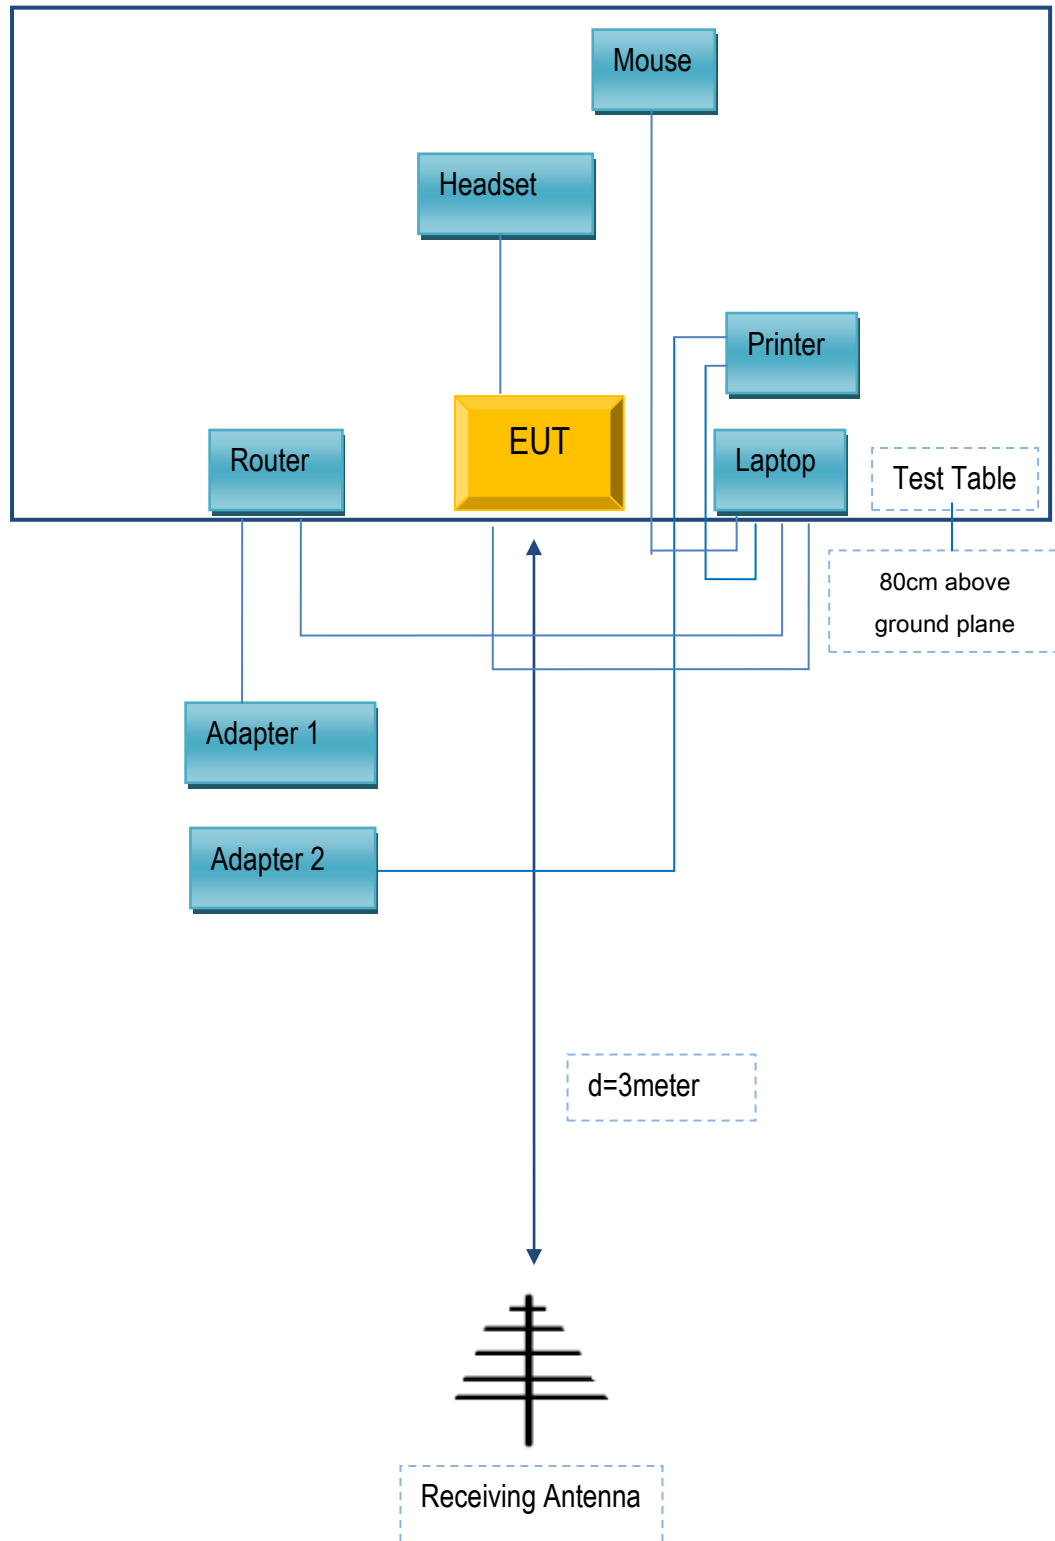 Mouse
Headset
Printer
EUT
Router
Laptop
Test Table
80cm above
ground plane
Adapter 1
Adapter 2
d=3meter
Receiving Antenna